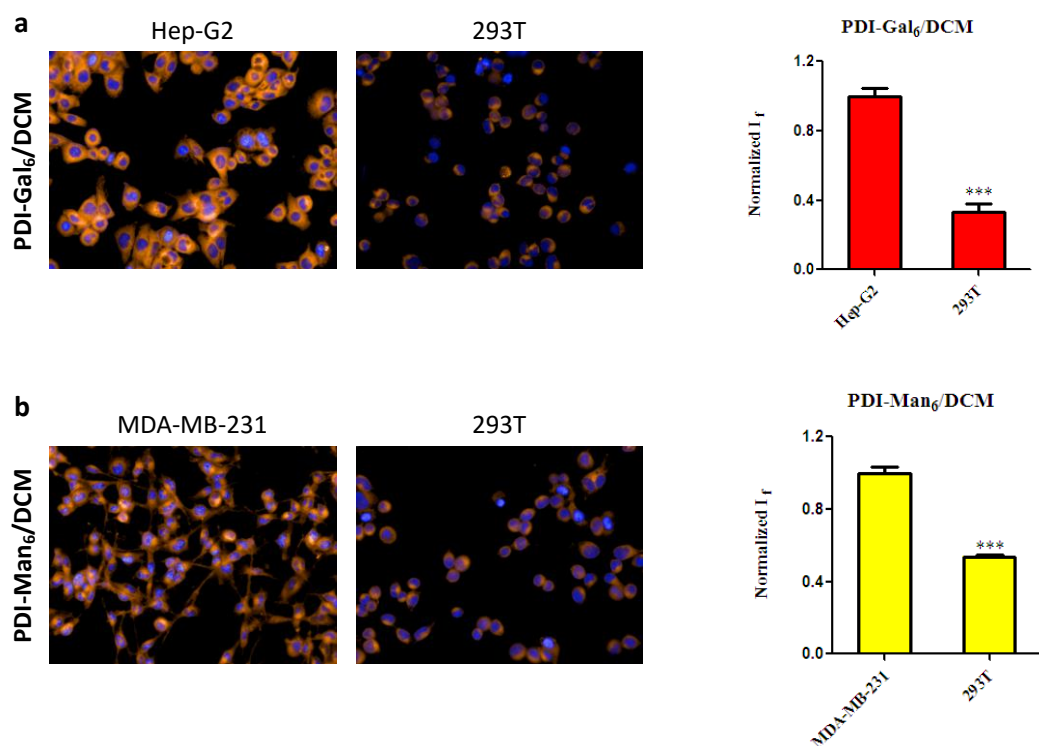 a
Hep-G2
293T
PDI-Gal₆/DCM
PDI-Gal₆/DCM
Normalized I_f
1.2
0.8
0.4
0.0
***
Hep-G2
293T
b
MDA-MB-231
293T
PDI-Man₆/DCM
PDI-Man₆/DCM
Normalized I_f
1.2
0.8
0.4
0.0
***
MDA-MB-231
293T